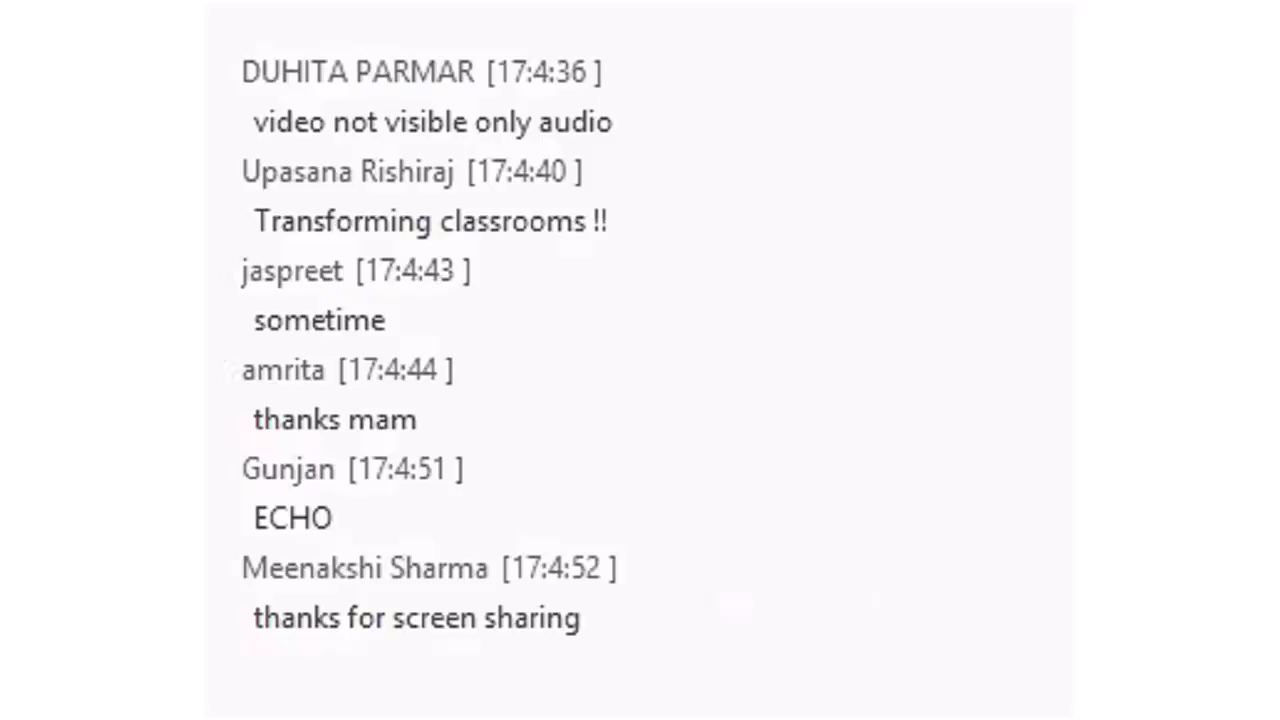 DUHITA PARMAR [17:4:36 ]
video not visible only audio
Upasana Rishiraj [17:4:40 ]
Transforming classrooms !!
jaspreet [17:4:43 ]
sometime
amrita [17:4:44 ]
thanks mam
Gunjan [17:4:51 ]
ECHO
Meenakshi Sharma [17:4:52 ]
thanks for screen sharing